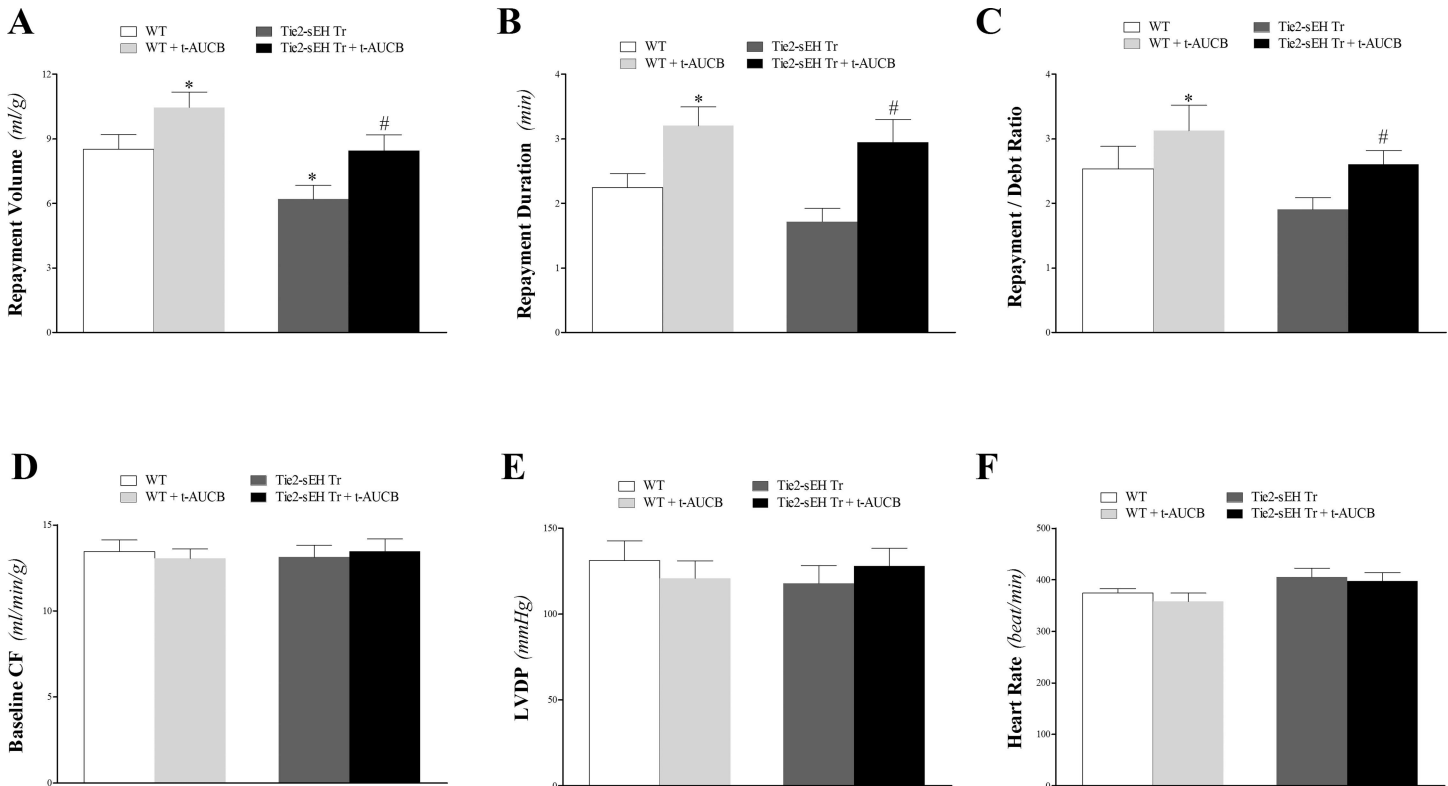 A
WT
Tie2-sEH Tr
WT + t-AUCB
Tie2-sEH Tr + t-AUCB
Repayment Volume (ml/g)
12
9
6
3
0
*
*
#
B
WT
Tie2-sEH Tr
WT + t-AUCB
Tie2-sEH Tr + t-AUCB
Repayment Duration (min)
4
3
2
1
0
*
#
C
WT
Tie2-sEH Tr
WT + t-AUCB
Tie2-sEH Tr + t-AUCB
Repayment / Debt Ratio
4
3
2
1
0
*
#
D
WT
Tie2-sEH Tr
WT + t-AUCB
Tie2-sEH Tr + t-AUCB
Baseline CF (ml/min/g)
15
10
5
0
E
WT
Tie2-sEH Tr
WT + t-AUCB
Tie2-sEH Tr + t-AUCB
LVDP (mmHg)
150
100
50
0
F
WT
Tie2-sEH Tr
WT + t-AUCB
Tie2-sEH Tr + t-AUCB
Heart Rate (beat/min)
500
400
300
200
100
0